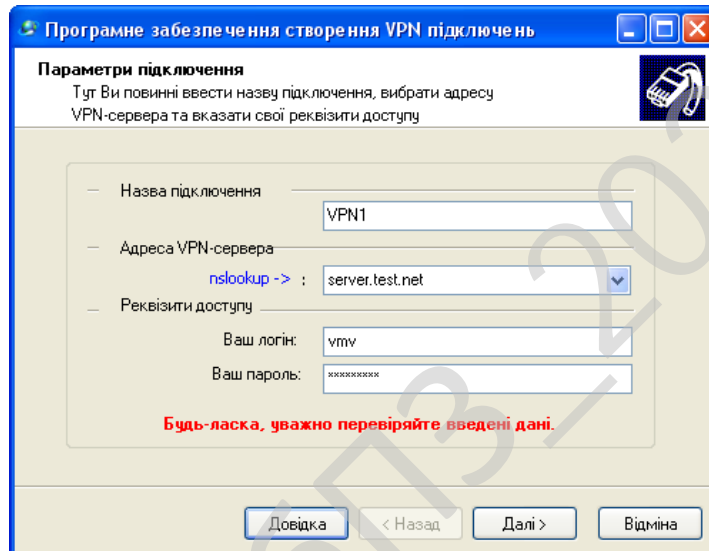 Програмне забезпечення створення VPN підключень
Параметри підключення
Тут Ви повинні ввести назву підключення, вибрати адресу
VPN-сервера та вказати свої реквізити доступу
Назва підключення
VPN1
Адреса VPN-сервера
nslookup -> : server.test.net
Реквізити доступу
Ваш логін: vmv
Ваш пароль: ×××××××××
Будь-ласка, уважно перевіряйте введені дані.
Довідка < Назад Далі > Відміна